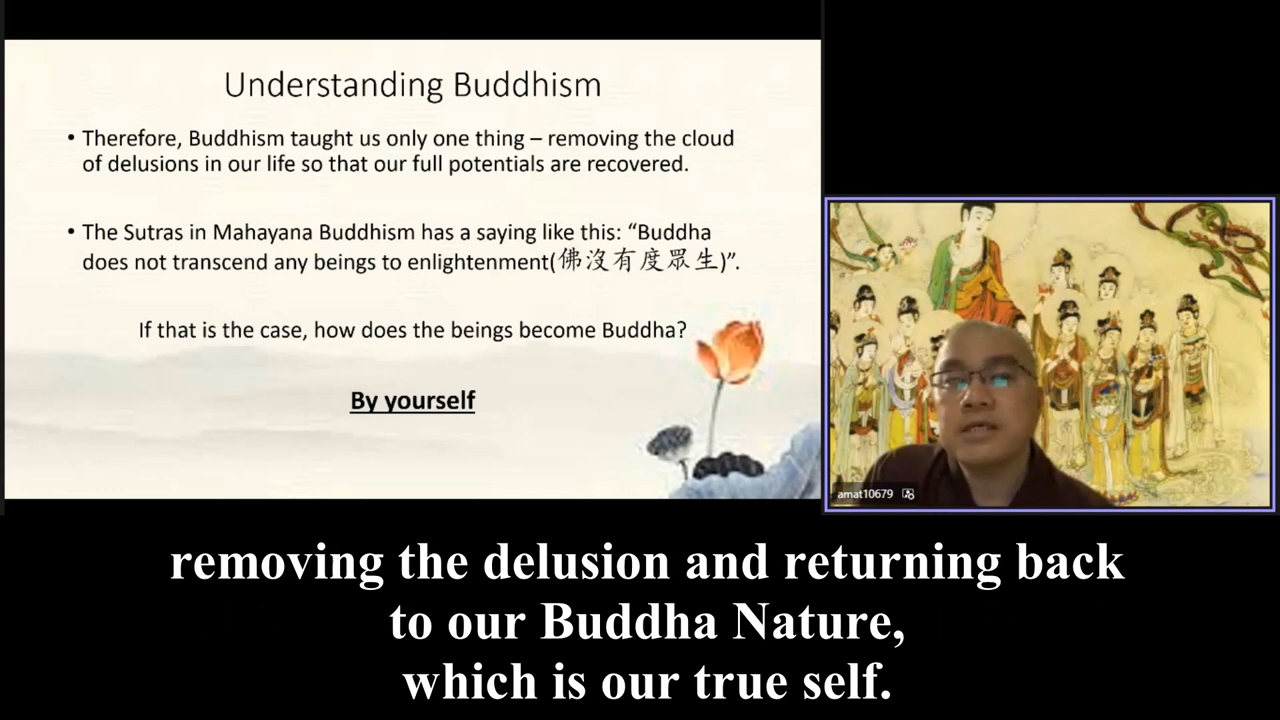 Understanding Buddhism
• Therefore, Buddhism taught us only one thing – removing the cloud
of delusions in our life so that our full potentials are recovered.
• The Sutras in Mahayana Buddhism has a saying like this: “Buddha
does not transcend any beings to enlightenment(佛沒有度眾生)”.
If that is the case, how does the beings become Buddha?
By yourself
amat10679
removing the delusion and returning back
to our Buddha Nature,
which is our true self.